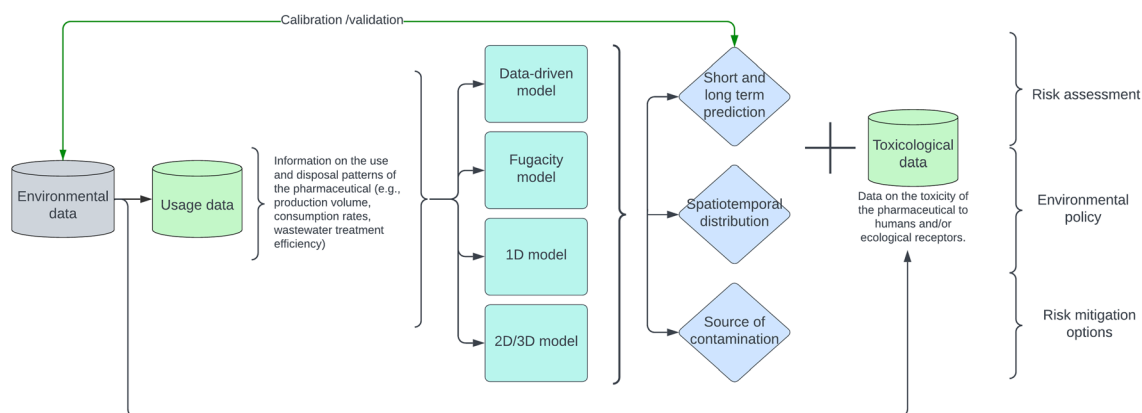 Calibration /validation
Environmental
data
Usage data
Information on the use
and disposal patterns of
the pharmaceutical (e.g.,
production volume,
consumption rates,
wastewater treatment
efficiency)
Data-driven
model
Fugacity
model
1D model
2D/3D model
Short and
long term
prediction
Spatiotemporal
distribution
Source of
contamination
Toxicological
data
Data on the toxicity of
the pharmaceutical to
humans and/or
ecological receptors.
Risk assessment
Environmental
policy
Risk mitigation
options